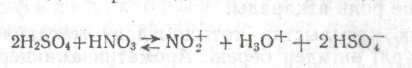 2H₂SO₄+HNO₃⇄NO₂⁺ + H₃O⁺ + 2HSO₄⁻